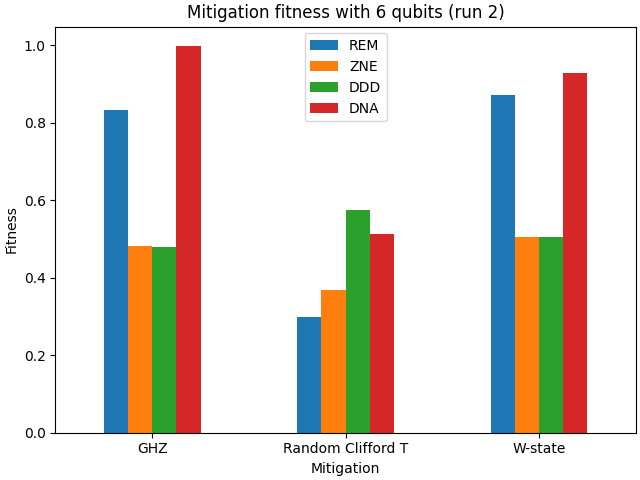 Mitigation fitness with 6 qubits (run 2)
REM
ZNE
DDD
DNA
Fitness
1.0
0.8
0.6
0.4
0.2
0.0
GHZ
Random Clifford T
W-state
Mitigation